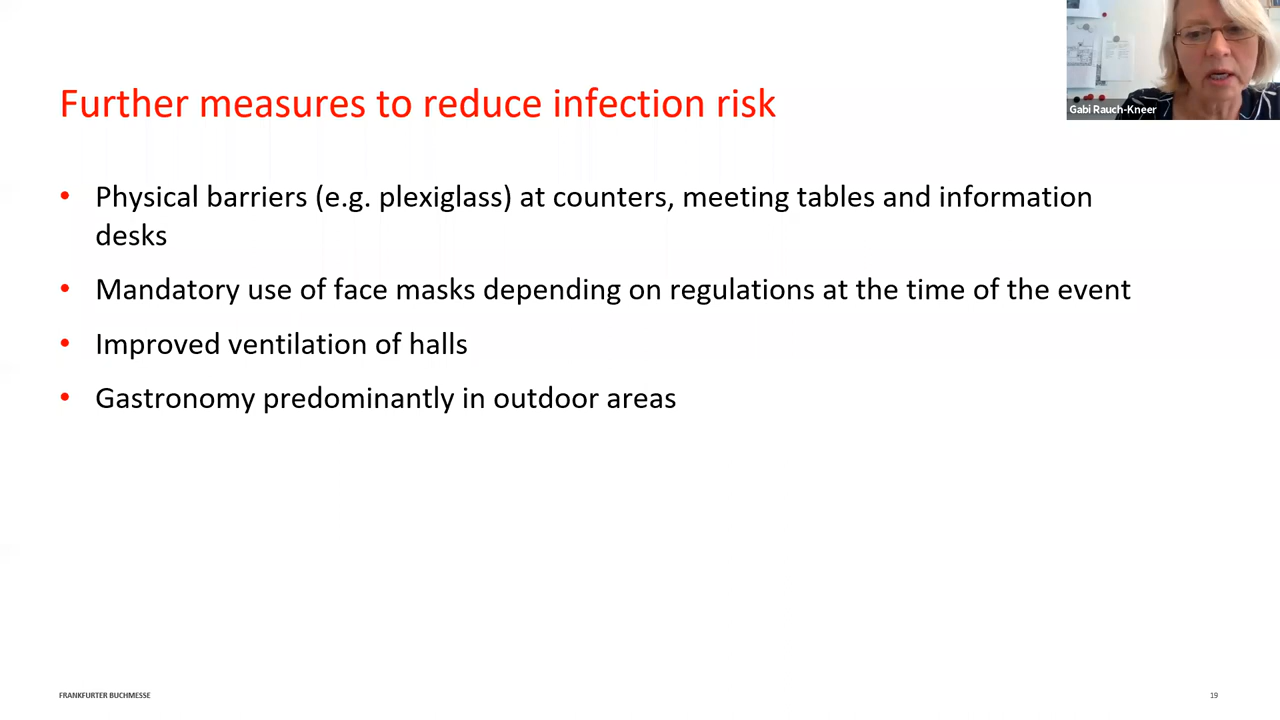 Further measures to reduce infection risk
Gabi Rauch-Kneer
• Physical barriers (e.g. plexiglass) at counters, meeting tables and information
desks
• Mandatory use of face masks depending on regulations at the time of the event
• Improved ventilation of halls
• Gastronomy predominantly in outdoor areas
FRANKFURTER BUCHMESSE
19